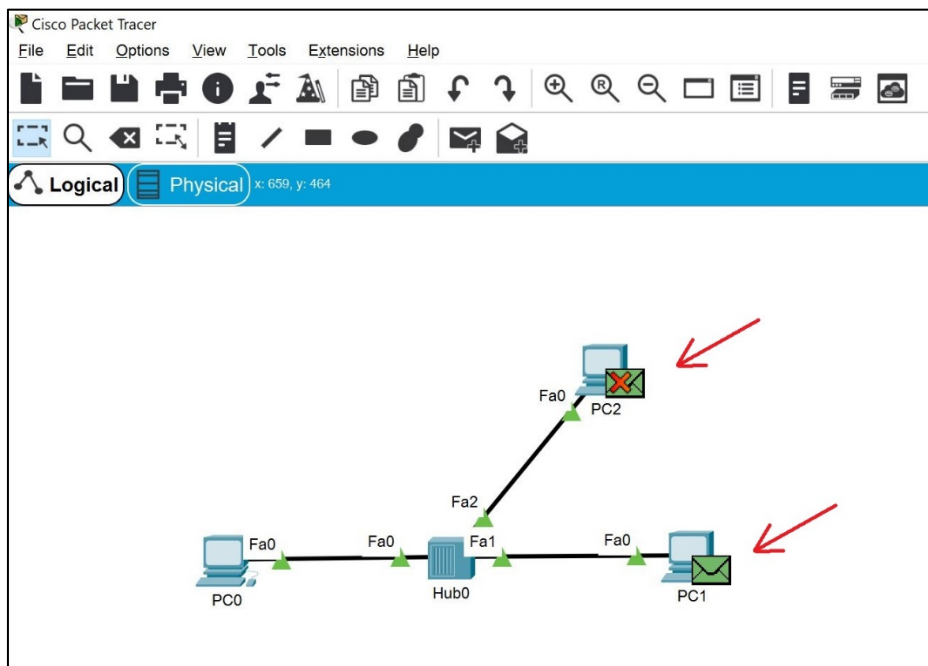 Cisco Packet Tracer
File Edit Options View Tools Extensions Help
Logical Physical x: 659, y: 464
Fa0
PC2
Fa2
Fa0 Fa0 Fa1 Fa0
PC0 Hub0 PC1